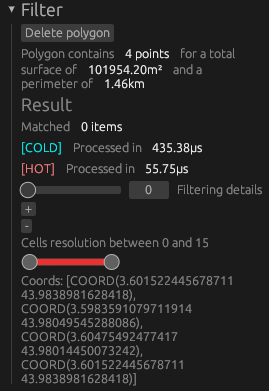 Filter
Delete polygon
Polygon contains 4 points for a total
surface of 101954.20m² and a
perimeter of 1.46km
Result
Matched 0 items
[COLD] Processed in 435.38µs
[HOT] Processed in 55.75µs
0 Filtering details
+
-
Cells resolution between 0 and 15
Coords: [COORD(3.601522445678711
43.9838981628418),
COORD(3.5983591079711914
43.98049545288086),
COORD(3.60475492477417
43.98014450073242),
COORD(3.601522445678711
43.9838981628418)]